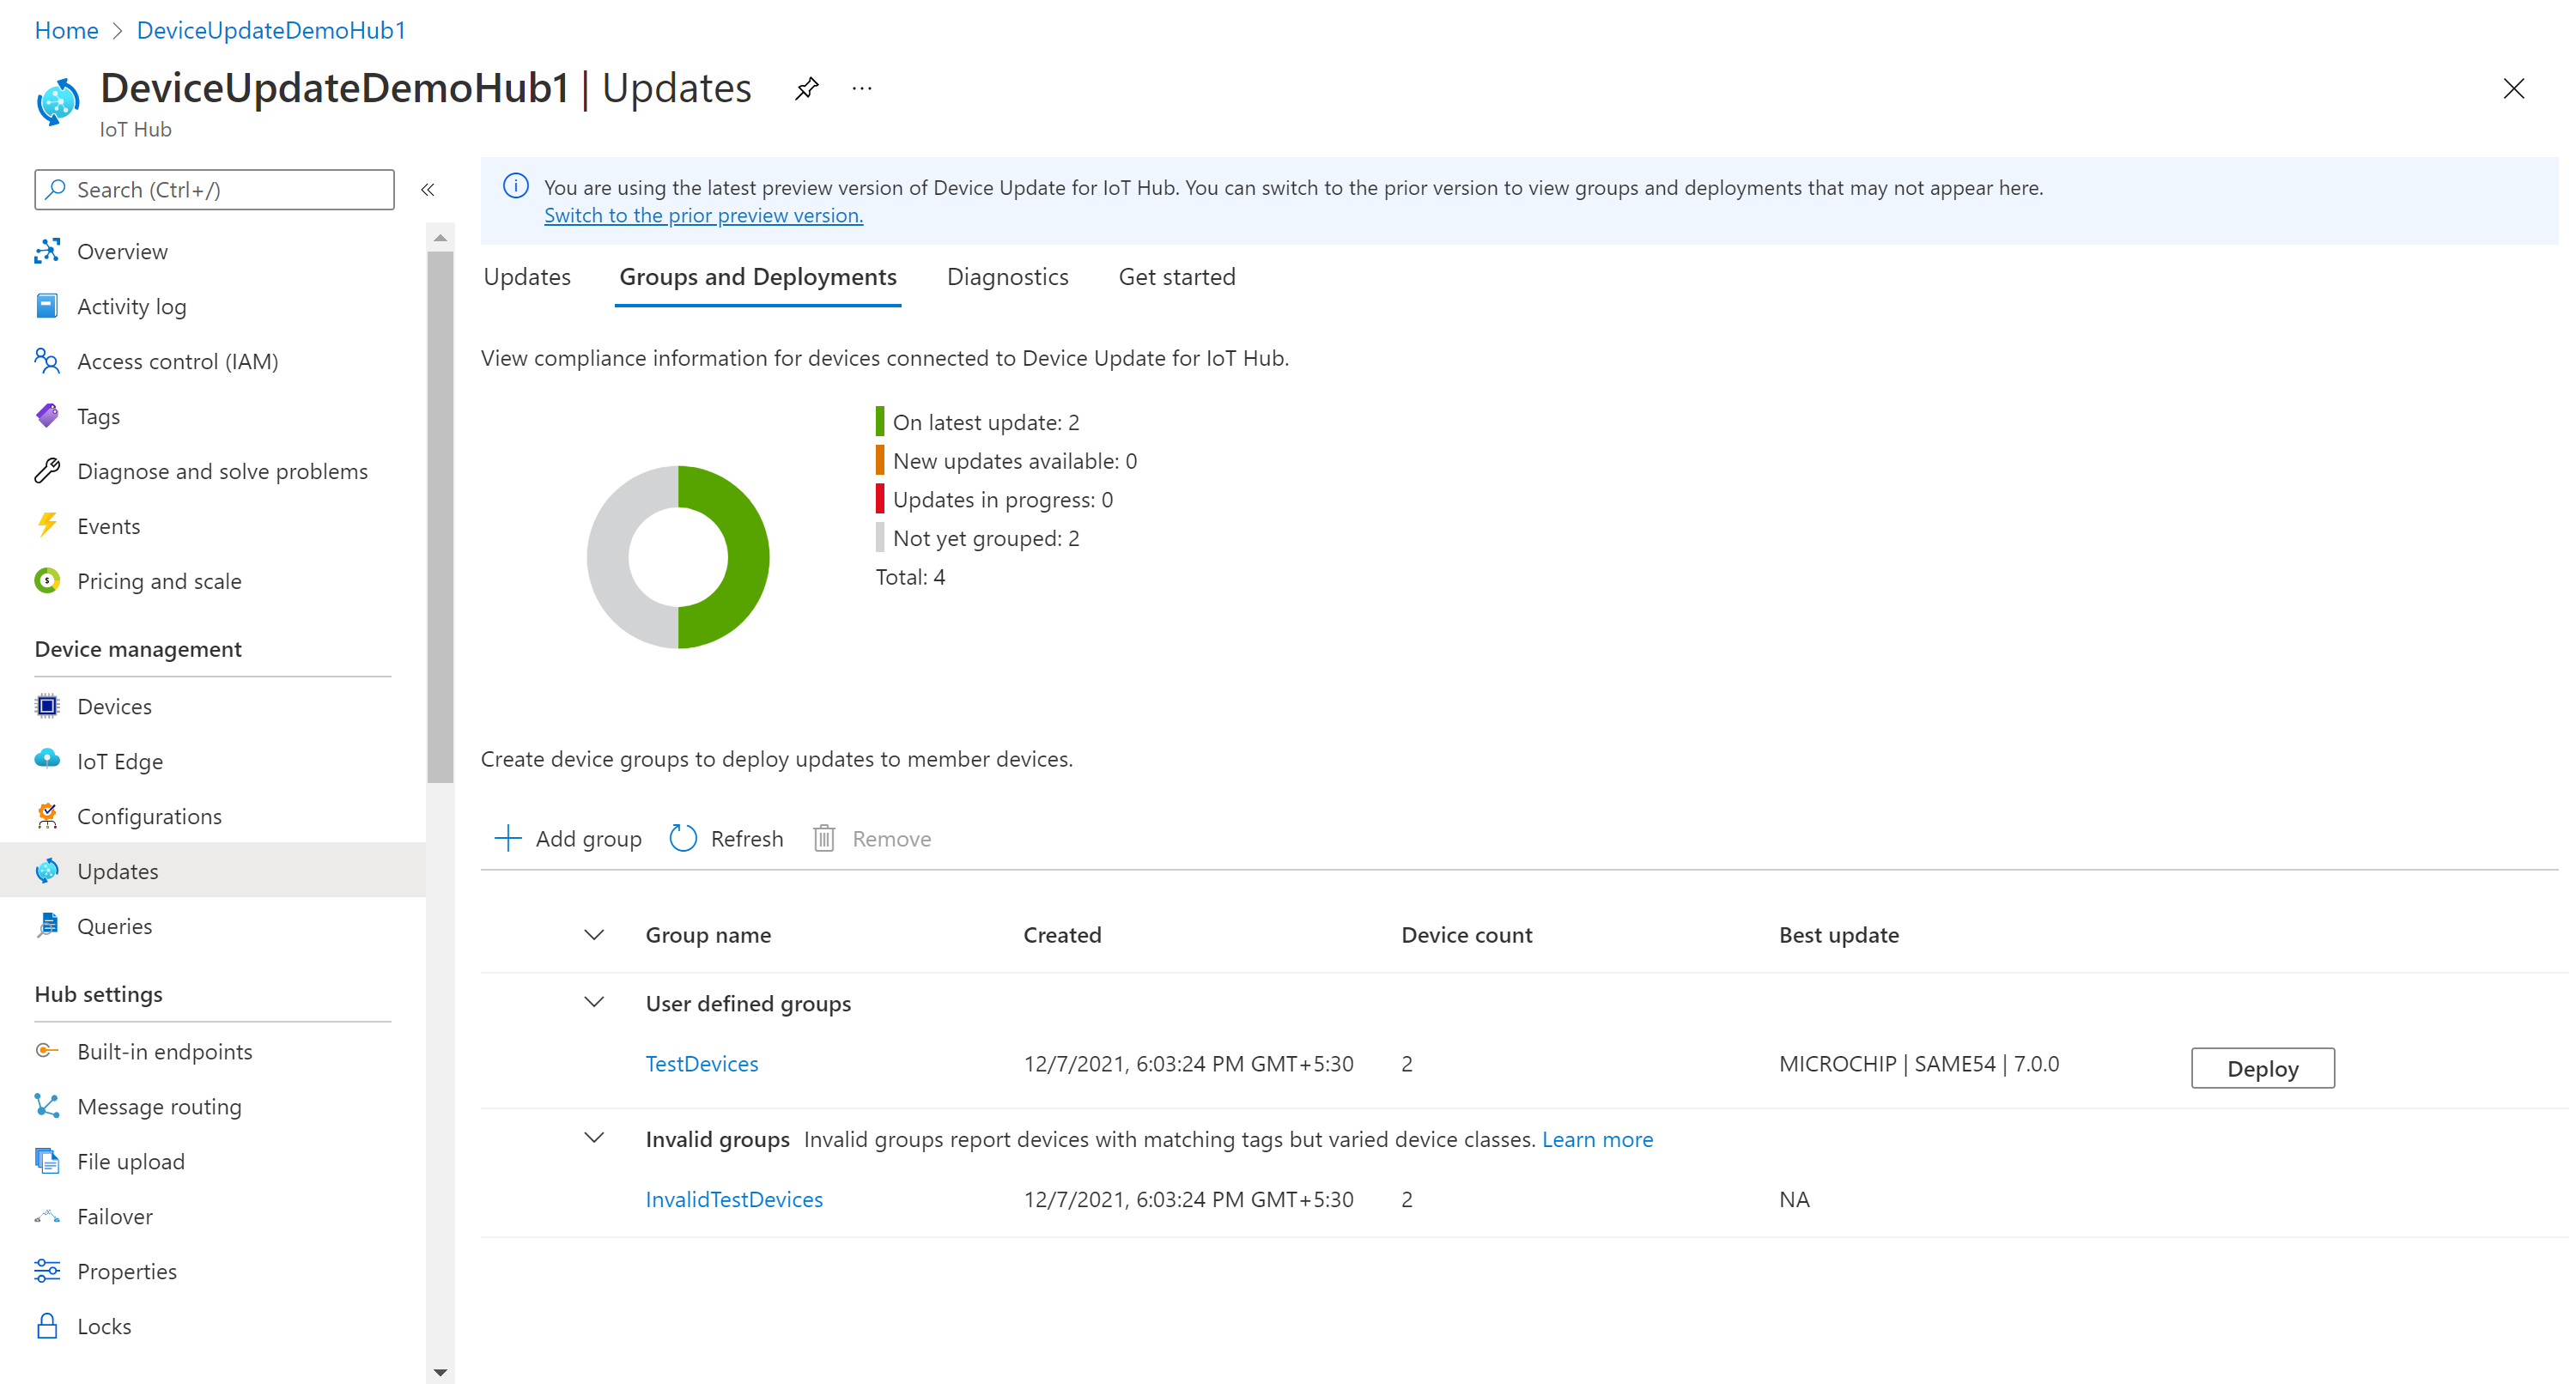 Home > DeviceUpdateDemoHub1
DeviceUpdateDemoHub1 | Updates
IoT Hub
Search (Ctrl+/)
Overview
Activity log
Access control (IAM)
Tags
Diagnose and solve problems
Events
Pricing and scale
Device management
Devices
IoT Edge
Configurations
Updates
Queries
Hub settings
Built-in endpoints
Message routing
File upload
Failover
Properties
Locks
You are using the latest preview version of Device Update for IoT Hub. You can switch to the prior version to view groups and deployments that may not appear here.
Switch to the prior preview version.
Updates Groups and Deployments Diagnostics Get started
View compliance information for devices connected to Device Update for IoT Hub.
On latest update: 2
New updates available: 0
Updates in progress: 0
Not yet grouped: 2
Total: 4
Create device groups to deploy updates to member devices.
Add group Refresh Remove
Group name Created Device count Best update
User defined groups
TestDevices 12/7/2021, 6:03:24 PM GMT+5:30 2 MICROCHIP | SAME54 | 7.0.0 Deploy
Invalid groups Invalid groups report devices with matching tags but varied device classes. Learn more
InvalidTestDevices 12/7/2021, 6:03:24 PM GMT+5:30 2 NA